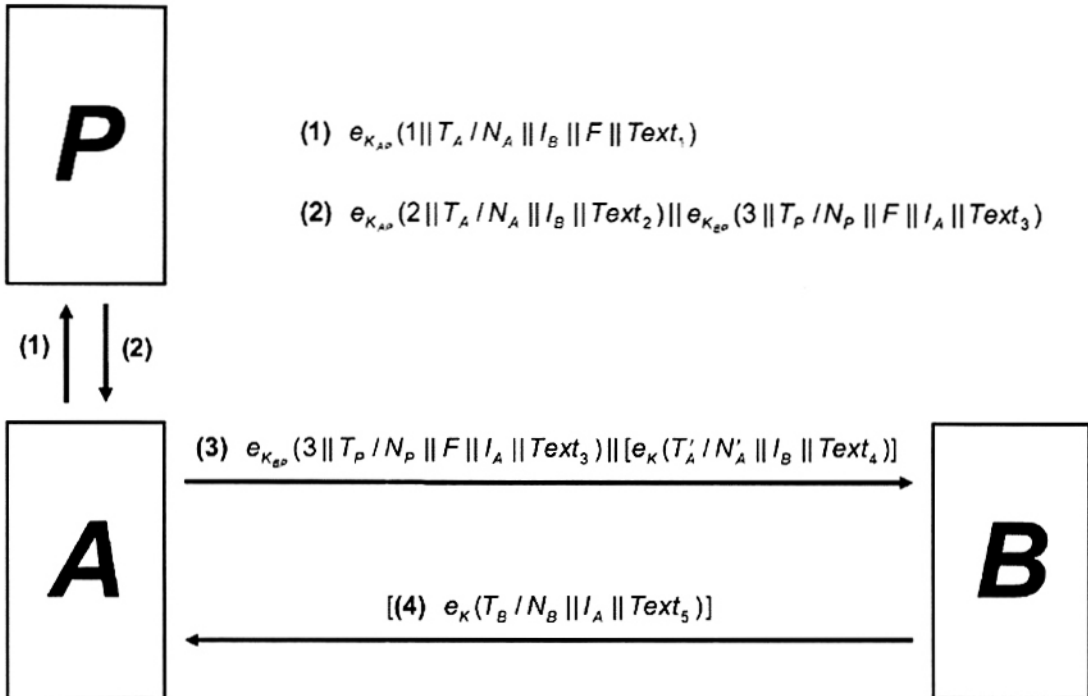 P
(1) e_{K_{AP}}(1 || T_A / N_A || I_B || F || Text_1)
(2) e_{K_{AP}}(2 || T_A / N_A || I_B || Text_2) || e_{K_{BP}}(3 || T_P / N_P || F || I_A || Text_3)
(1) (2)
(3) e_{K_{BP}}(3 || T_P / N_P || F || I_A || Text_3) || [e_K(T'_A / N'_A || I_B || Text_4)]
A B
[(4) e_K(T_B / N_B || I_A || Text_5)]